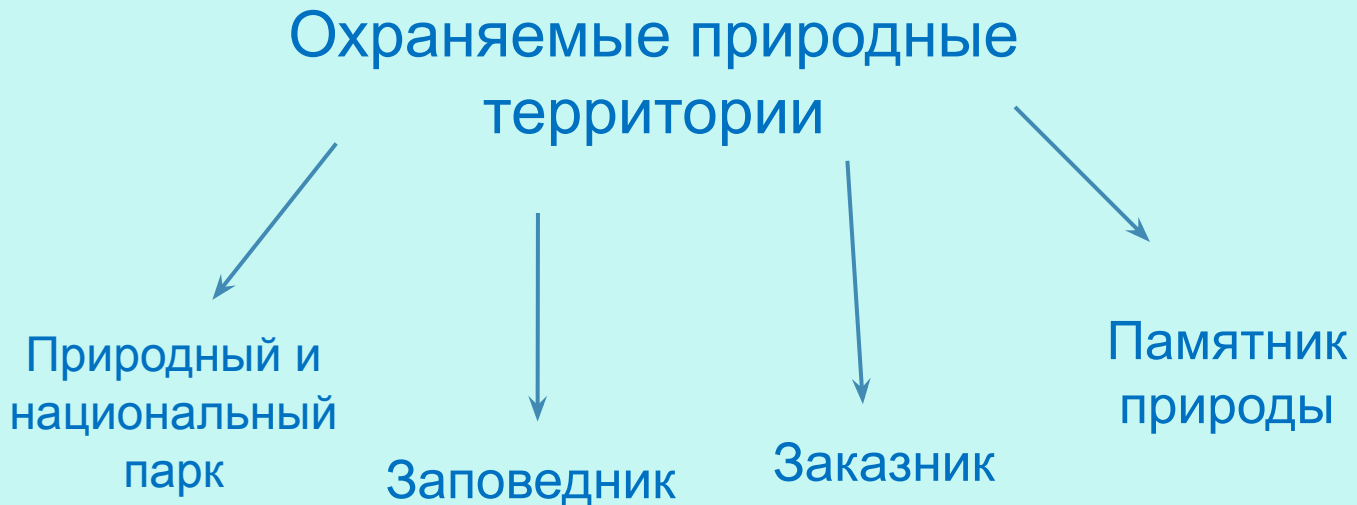 Охраняемые природные
территории
Природный и
национальный
парк
Заповедник
Заказник
Памятник
природы